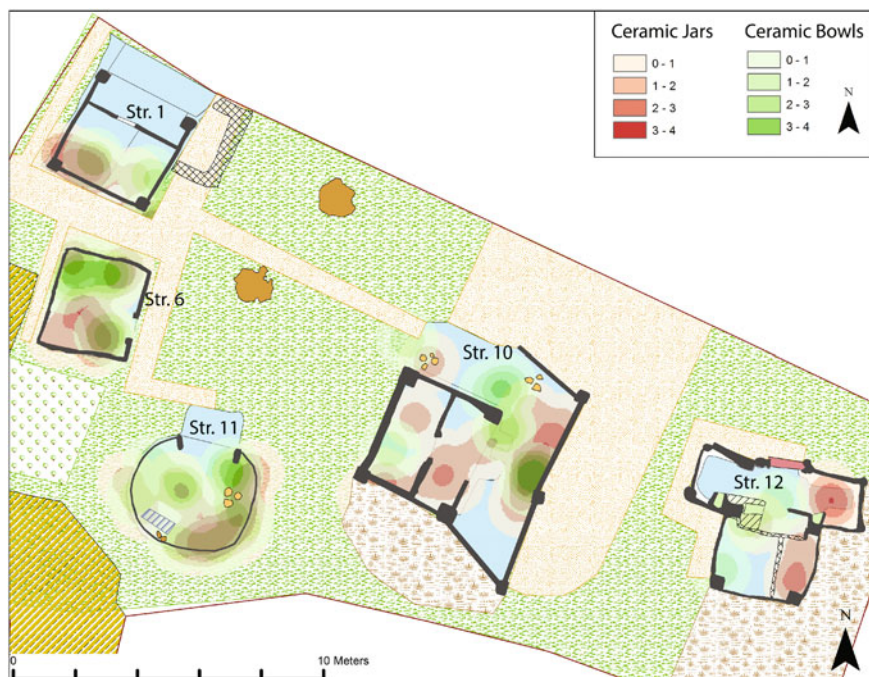 Ceramic Jars
0 - 1
1 - 2
2 - 3
3 - 4
Ceramic Bowls
0 - 1
1 - 2
2 - 3
3 - 4
N
Str. 1
Str. 6
Str. 10
Str. 11
Str. 12
N
0
10 Meters